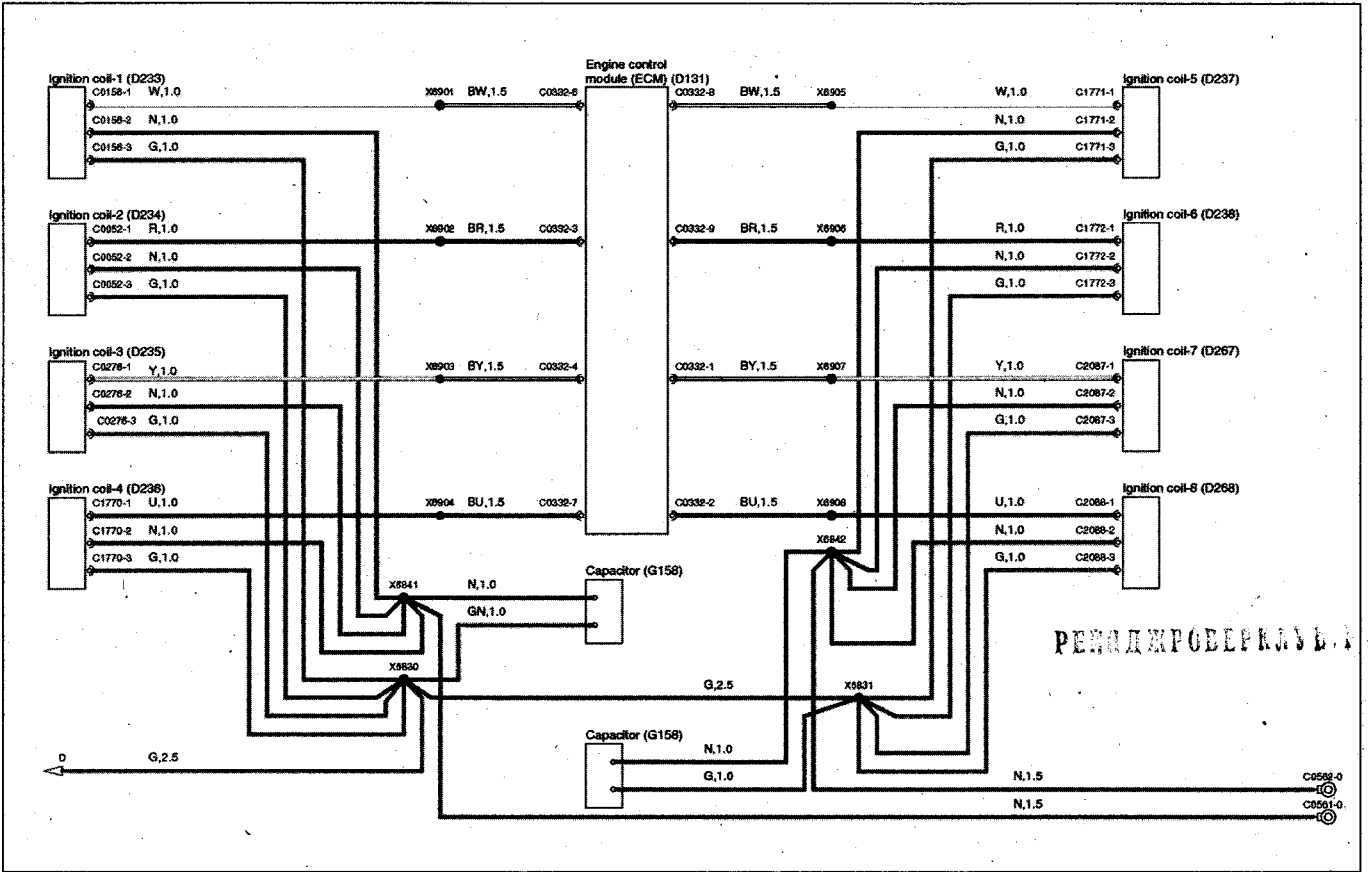 Engine control
module (ECM) (D131)
Ignition coil-1 (D233)
C0156-1 W,1.0
X6901 BW,1.5 C0332-6
C0156-2 N,1.0
C0156-3 G,1.0
C0332-8 BW,1.5 X6905
Ignition coil-5 (D237)
W,1.0 C1771-1
N,1.0 C1771-2
G,1.0 C1771-3
Ignition coil-2 (D234)
C0052-1 R,1.0
X6902 BR,1.5 C0332-3
C0052-2 N,1.0
C0052-3 G,1.0
C0332-9 BR,1.5 X6906
Ignition coil-6 (D238)
R,1.0 C1772-1
N,1.0 C1772-2
G,1.0 C1772-3
Ignition coil-3 (D235)
C0276-1 Y,1.0
X6903 BY,1.5 C0332-4
C0276-2 N,1.0
C0276-3 G,1.0
C0332-1 BY,1.5 X6907
Ignition coil-7 (D267)
Y,1.0 C2087-1
N,1.0 C2087-2
G,1.0 C2087-3
Ignition coil-4 (D236)
C1770-1 U,1.0
X6904 BU,1.5 C0332-7
C1770-2 N,1.0
C1770-3 G,1.0
C0332-2 BU,1.5 X6908
Ignition coil-8 (D268)
U,1.0 C2088-1
N,1.0 C2088-2
G,1.0 C2088-3
X6842
Capacitor (G158)
X6841 N,1.0
GN,1.0
X6830
G,2.5 X6831
Capacitor (G158)
N,1.0
G,1.0
D G,2.5
N,1.5 C0562-0
N,1.5 C0561-0